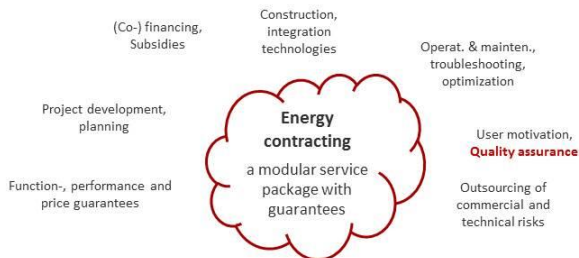 (Co-) financing,
Subsidies
Construction,
integration
technologies
Operat. & mainten.,
troubleshooting,
optimization
Project development,
planning
Energy
contracting
a modular service
package with
guarantees
User motivation,
Quality assurance
Function-, performance and
price guarantees
Outsourcing of
commercial and
technical risks